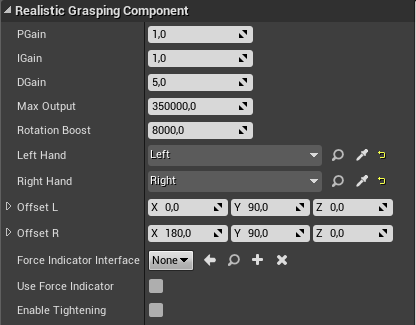 Realistic Grasping Component
PGain 1,0
IGain 1,0
DGain 5,0
Max Output 350000,0
Rotation Boost 8000,0
Left Hand Left
Right Hand Right
Offset L X 0,0 Y 90,0 Z 0,0
Offset R X 180,0 Y 90,0 Z 0,0
Force Indicator Interface None
Use Force Indicator
Enable Tightening